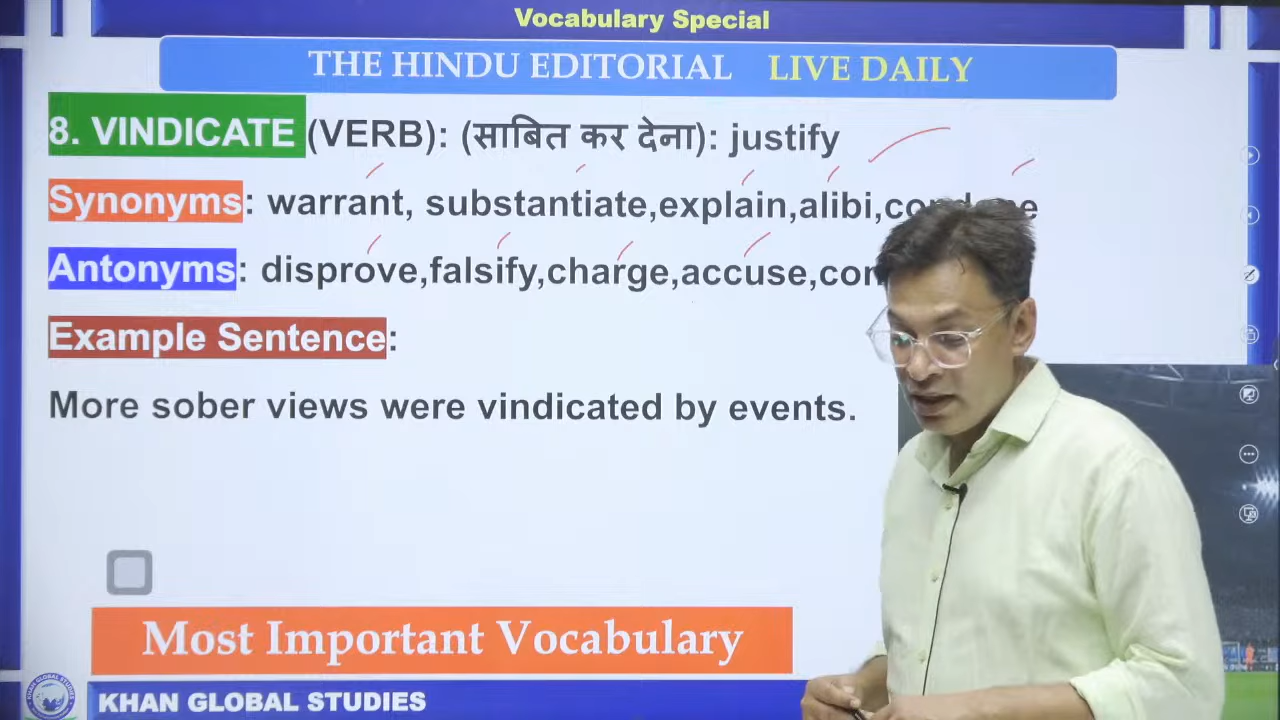 Vocabulary Special
THE HINDU EDITORIAL LIVE DAILY
8. VINDICATE (VERB): (साबित कर देना): justify
Synonyms: warrant, substantiate,explain,alibi,
Antonyms: disprove,falsify,charge,accuse,
Example Sentence:
More sober views were vindicated by events.
Most Important Vocabulary
KHAN GLOBAL STUDIES